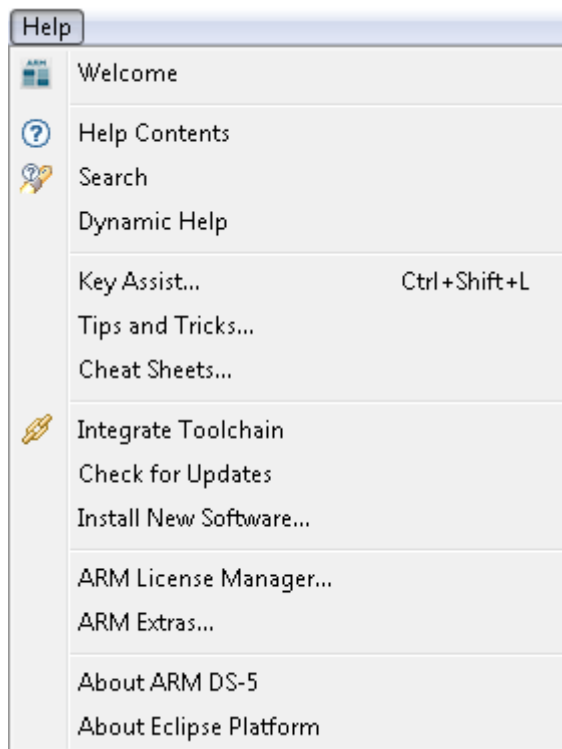 Help
ARM Welcome
Help Contents
Search
Dynamic Help
Key Assist... Ctrl+Shift+L
Tips and Tricks...
Cheat Sheets...
Integrate Toolchain
Check for Updates
Install New Software...
ARM License Manager...
ARM Extras...
About ARM DS-5
About Eclipse Platform